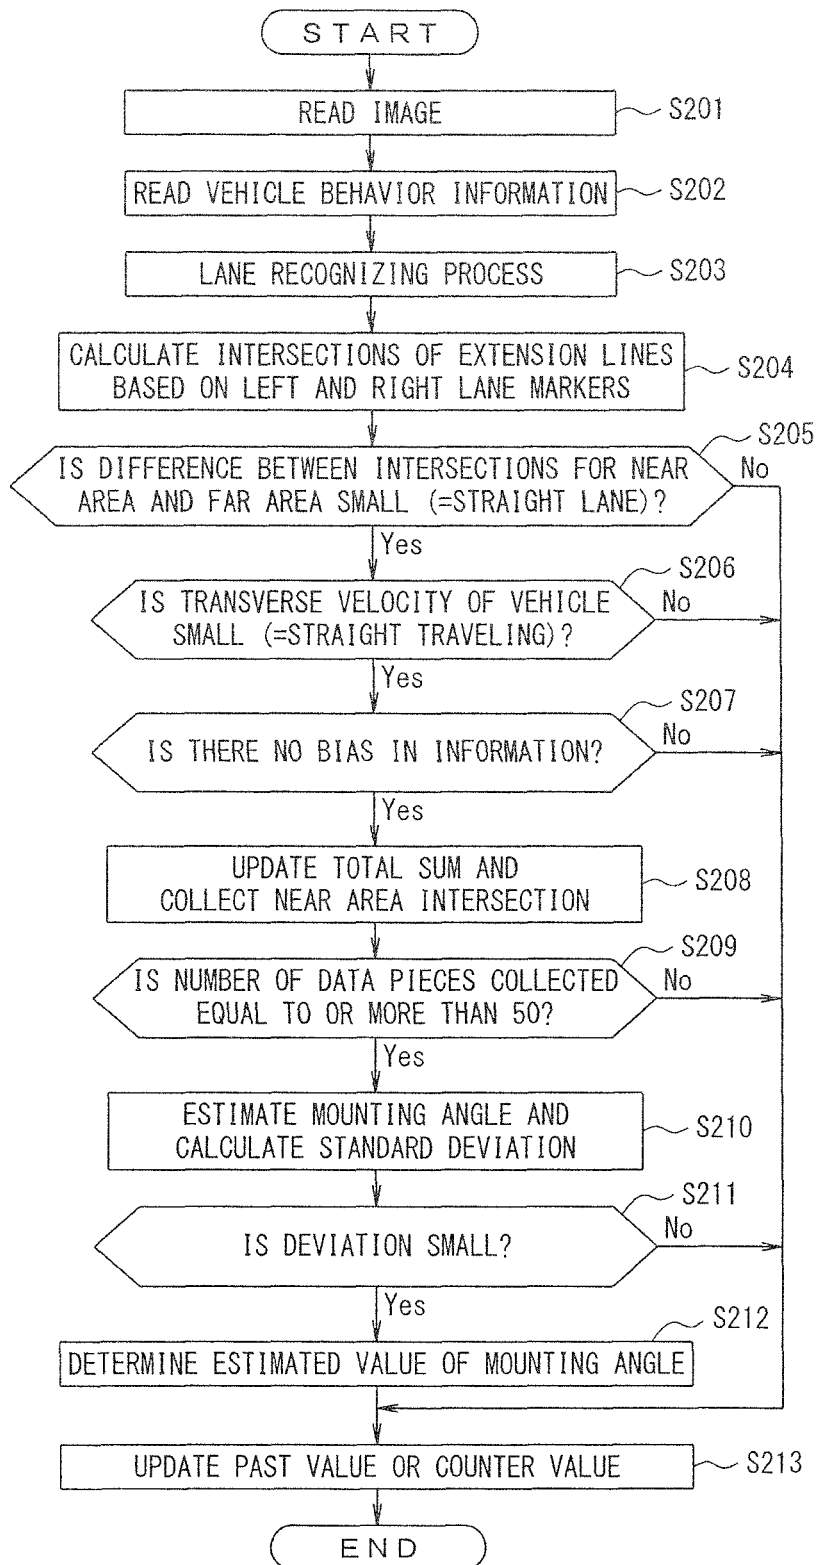 START
READ IMAGE
S201
READ VEHICLE BEHAVIOR INFORMATION
S202
LANE RECOGNIZING PROCESS
S203
CALCULATE INTERSECTIONS OF EXTENSION LINES
BASED ON LEFT AND RIGHT LANE MARKERS
S204
S205
IS DIFFERENCE BETWEEN INTERSECTIONS FOR NEAR
AREA AND FAR AREA SMALL (=STRAIGHT LANE)?
No
Yes
S206
IS TRANSVERSE VELOCITY OF VEHICLE
SMALL (=STRAIGHT TRAVELING)?
No
Yes
S207
IS THERE NO BIAS IN INFORMATION?
No
Yes
UPDATE TOTAL SUM AND
COLLECT NEAR AREA INTERSECTION
S208
S209
IS NUMBER OF DATA PIECES COLLECTED
EQUAL TO OR MORE THAN 50?
No
Yes
ESTIMATE MOUNTING ANGLE AND
CALCULATE STANDARD DEVIATION
S210
S211
IS DEVIATION SMALL?
No
Yes
S212
DETERMINE ESTIMATED VALUE OF MOUNTING ANGLE
UPDATE PAST VALUE OR COUNTER VALUE
S213
END